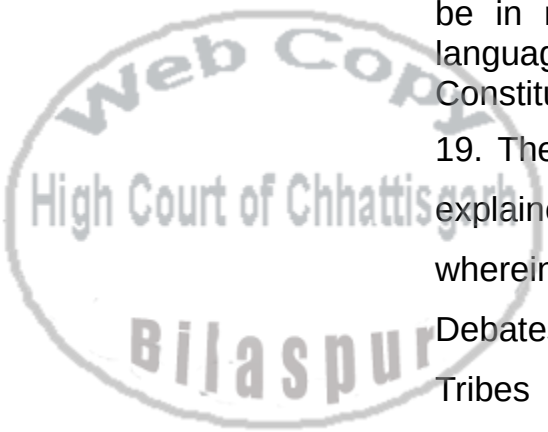 be in
languag
Constitu
19. The
explaine
wherein
Debates
Tribes
Web Copy
High Court of Chhattisgarh
Bilaspur